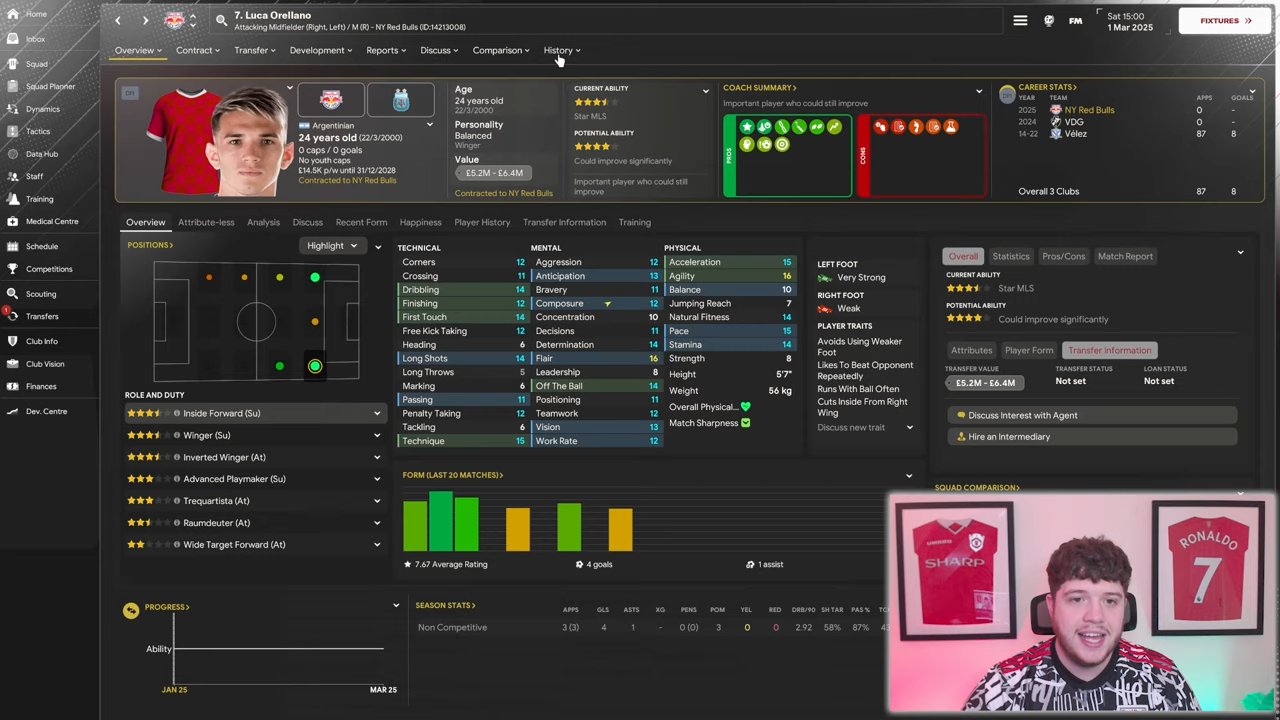 Home
Inbox
Squad
Squad Planner
Dynamics
Tactics
Data Hub
Staff
Training
Medical Centre
Schedule
Competitions
Scouting
1
Transfers
Club Info
Club Vision
Finances
Dev. Centre
7. Luca Orellano
Attacking Midfielder (Right, Left) / M (R) - NY Red Bulls (ID:14213008)
FM
Sat 15:00
1 Mar 2025
FIXTURES
Overview
Contract
Transfer
Development
Reports
Discuss
Comparison
History
Argentinian
24 years old (22/3/2000)
0 caps / 0 goals
No youth caps
£14.5K p/w until 31/12/2028
Contracted to NY Red Bulls
Age
24 years old
22/3/2000
Personality
Balanced
Winger
Value
£5.2M - £6.4M
Contracted to NY Red Bulls
CURRENT ABILITY
Star MLS
POTENTIAL ABILITY
Could improve significantly
Important player who could still
improve
COACH SUMMARY
Important player who could still improve
PROS
CONS
CAREER STATS
YEAR TEAM APPS GOALS
2025 NY Red Bulls 0 -
2024 VDG 0 -
14-22 Vélez 87 8
Overall 3 Clubs 87 8
Overview
Attribute-less
Analysis
Discuss
Recent Form
Happiness
Player History
Transfer Information
Training
POSITIONS
Highlight
ROLE AND DUTY
Inside Forward (Su)
Winger (Su)
Inverted Winger (At)
Advanced Playmaker (Su)
Trequartista (At)
Raumdeuter (At)
Wide Target Forward (At)
TECHNICAL
Corners 12
Crossing 11
Dribbling 14
Finishing 12
First Touch 14
Free Kick Taking 12
Heading 6
Long Shots 14
Long Throws 5
Marking 6
Passing 11
Penalty Taking 12
Tackling 6
Technique 15
MENTAL
Aggression 12
Anticipation 13
Bravery 11
Composure 12
Concentration 10
Decisions 11
Determination 14
Flair 16
Leadership 8
Off The Ball 14
Positioning 11
Teamwork 12
Vision 13
Work Rate 12
PHYSICAL
Acceleration 15
Agility 16
Balance 10
Jumping Reach 7
Natural Fitness 14
Pace 15
Stamina 14
Strength 8
Height 5'7"
Weight 56 kg
Overall Physical...
Match Sharpness
LEFT FOOT
Very Strong
RIGHT FOOT
Weak
PLAYER TRAITS
Avoids Using Weaker
Foot
Likes To Beat Opponent
Repeatedly
Runs With Ball Often
Cuts Inside From Right
Wing
Discuss new trait
Overall
Statistics
Pros/Cons
Match Report
CURRENT ABILITY
Star MLS
POTENTIAL ABILITY
Could improve significantly
Attributes
Player Form
Transfer Information
TRANSFER VALUE TRANSFER STATUS LOAN STATUS
£5.2M - £6.4M Not set Not set
Discuss Interest with Agent
Hire an Intermediary
SQUAD COMPARISON
FORM (LAST 20 MATCHES)
7.67 Average Rating
4 goals
1 assist
PROGRESS
Ability
JAN 25
MAR 25
SEASON STATS
APPS GLS ASTS XG PENS POM YEL RED DRB/90 SH TAR PAS %
Non Competitive 3 (3) 4 1 - 0 (0) 3 0 0 2.92 58% 87%
SHARP
RONALDO
7